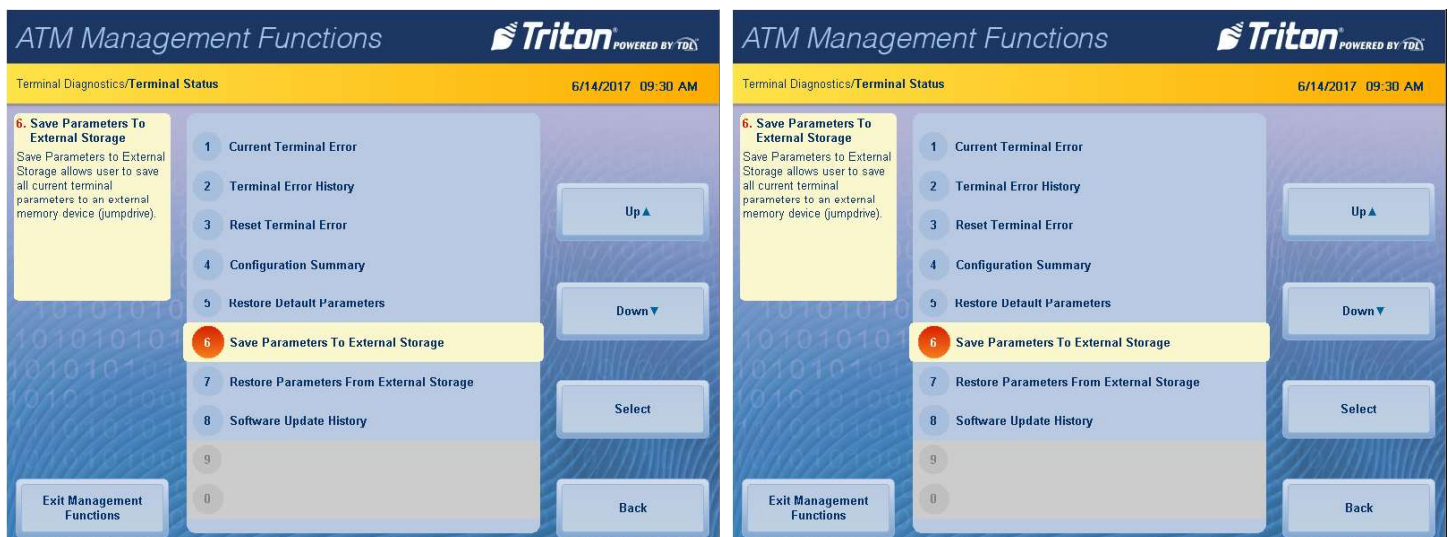 ATM Management Functions
Triton POWERED BY TDL
Terminal Diagnostics/Terminal Status
6/14/2017 09:30 AM
6. Save Parameters To
External Storage
Save Parameters to External
Storage allows user to save
all current terminal
parameters to an external
memory device (jumpdrive).
1 Current Terminal Error
2 Terminal Error History
3 Reset Terminal Error
4 Configuration Summary
5 Restore Default Parameters
6 Save Parameters To External Storage
7 Restore Parameters From External Storage
8 Software Update History
9
0
Up▲
Down▼
Select
Back
Exit Management
Functions
ATM Management Functions
Triton POWERED BY TDL
Terminal Diagnostics/Terminal Status
6/14/2017 09:30 AM
6. Save Parameters To
External Storage
Save Parameters to External
Storage allows user to save
all current terminal
parameters to an external
memory device (jumpdrive).
1 Current Terminal Error
2 Terminal Error History
3 Reset Terminal Error
4 Configuration Summary
5 Restore Default Parameters
6 Save Parameters To External Storage
7 Restore Parameters From External Storage
8 Software Update History
9
0
Up▲
Down▼
Select
Back
Exit Management
Functions